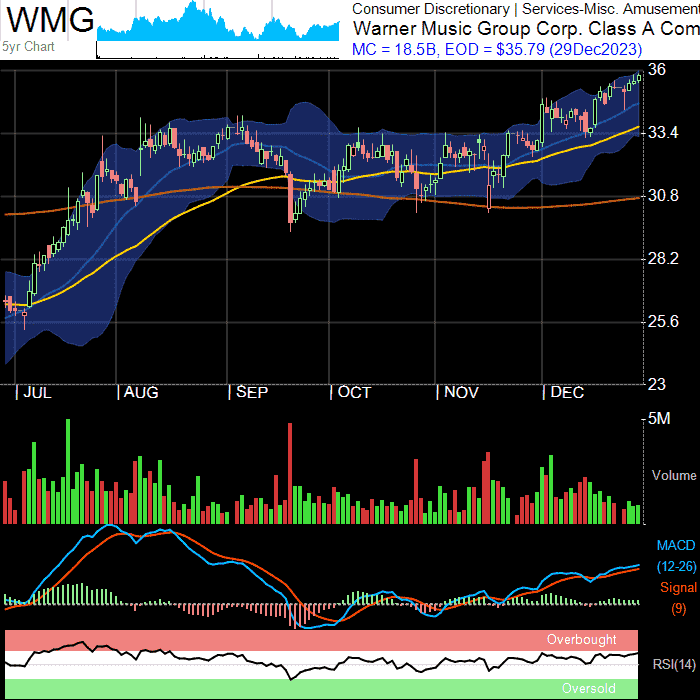 WMG
5yr Chart
Consumer Discretionary | Services-Misc. Amusement
Warner Music Group Corp. Class A Com
MC = 18.5B, EOD = $35.79 (29Dec2023)
36
33.4
30.8
28.2
25.6
23
JUL AUG SEP OCT NOV DEC
5M
Volume
MACD
(12-26)
Signal
(9)
Overbought
RSI(14)
Oversold